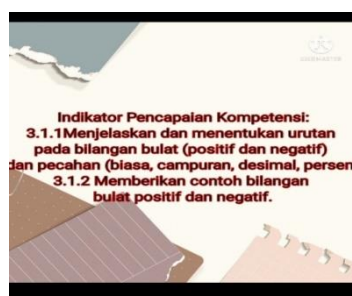 Indikator Pencapaian Kompetensi:
3.1.1Menjelaskan dan menentukan urutan
pada bilangan bulat (positif dan negatif)
dan pecahan (biasa, campuran, desimal, persen
3.1.2 Memberikan contoh bilangan
bulat positif dan negatif.